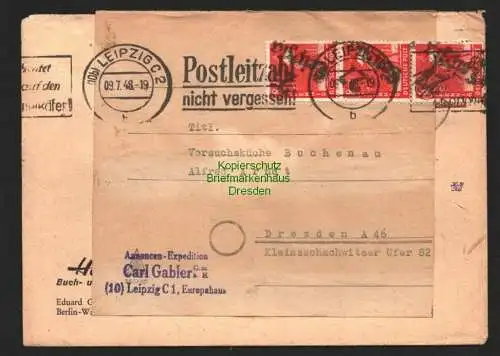 (10b) LEIPZIG C 2
09.7.48.-19
b
Postleitzahl
nicht vergessen!
LEIPZIG
b
Titl.
Versuchsküche Buchenau
Kopierschutz
Briefmarkenhaus
Dresden
Dresden A 46
Kleinzschachwitzer Ufer 82
Annoncen-Expedition
Carl Gabler
(10) Leipzig C 1, Europahaus
Buch- u
Eduard G
Berlin-W